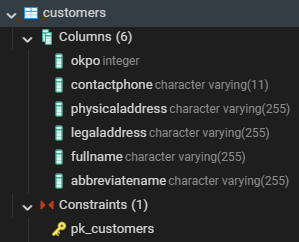 customers
Columns (6)
okpo integer
contactphone character varying(11)
physicaladdress character varying(255)
legaladdress character varying(255)
fullname character varying(255)
abbreviatename character varying(255)
Constraints (1)
pk_customers